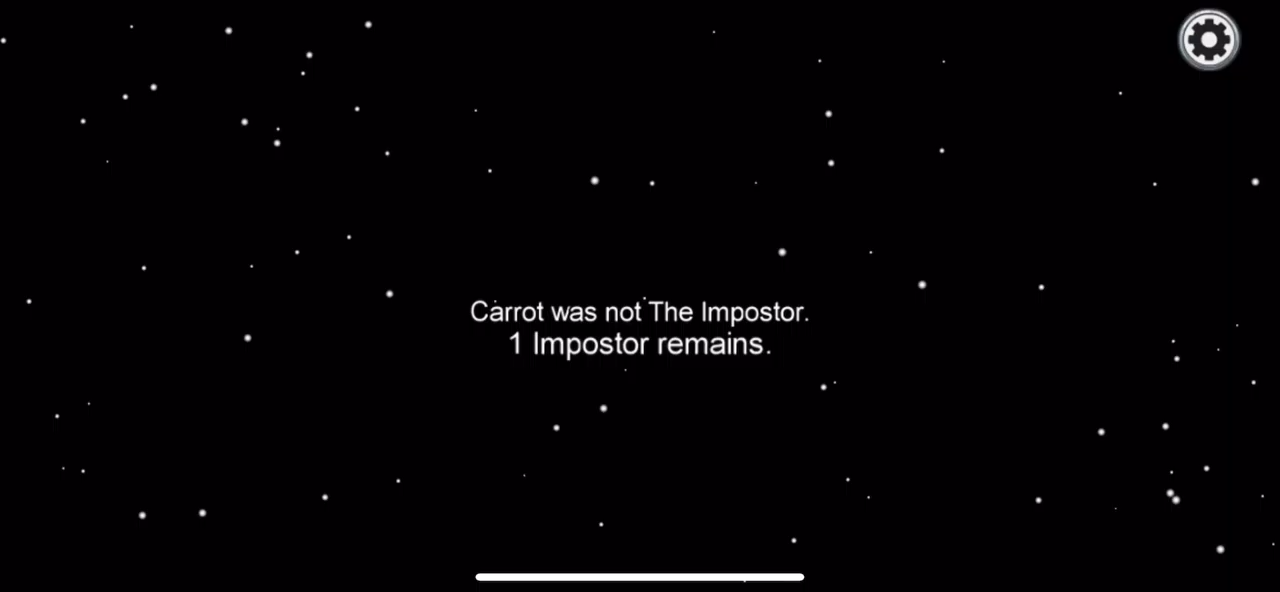 Carrot was not The Impostor.
1 Impostor remains.